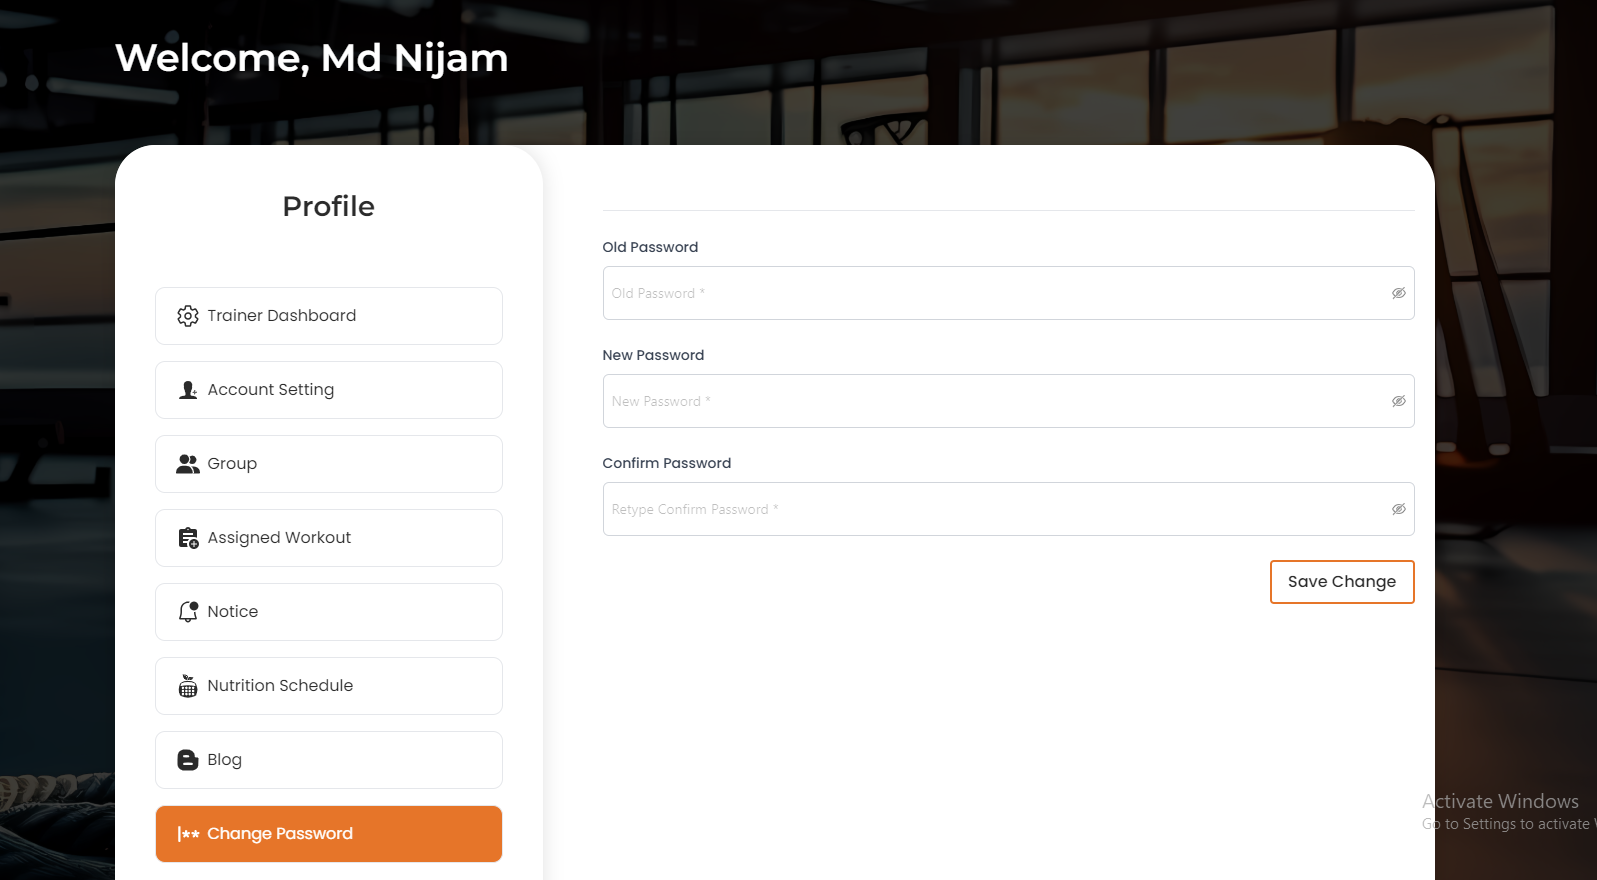 Welcome, Md Nijam
Profile
Trainer Dashboard
Account Setting
Group
Assigned Workout
Notice
Nutrition Schedule
Blog
|** Change Password
Old Password
Old Password *
New Password
New Password *
Confirm Password
Retype Confirm Password *
Save Change
Activate Windows
Go to Settings to activate